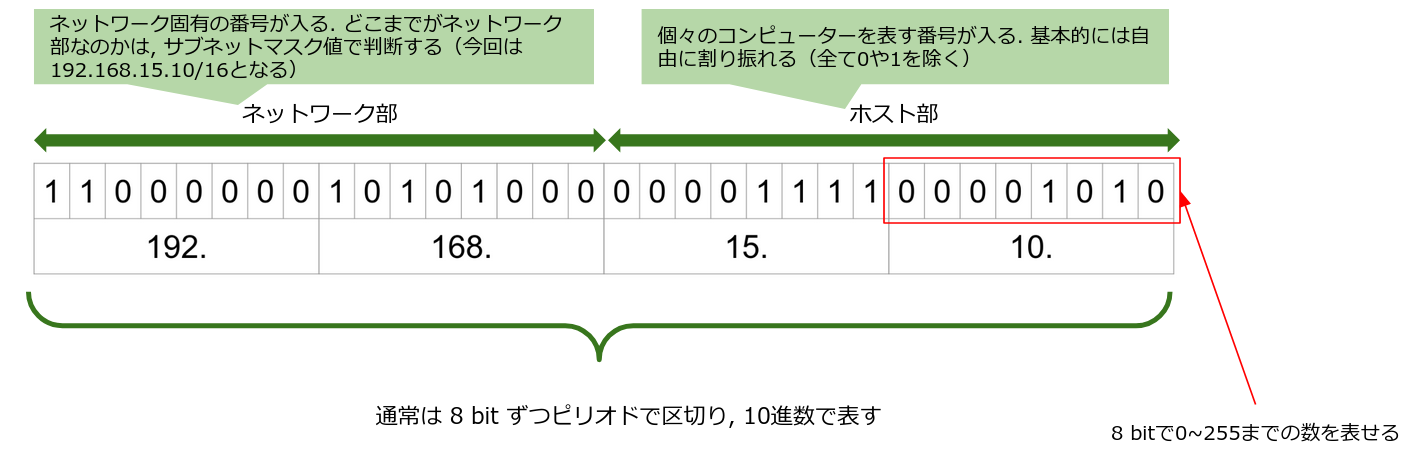 ネットワーク固有の番号が入る. どこまでがネットワーク
部なのかは, サブネットマスク値で判断する（今回は
192.168.15.10/16となる）
個々のコンピューターを表す番号が入る. 基本的には自
由に割り振れる（全て0や1を除く）
ネットワーク部 ホスト部
1 1 0 0 0 0 0 0 1 0 1 0 1 0 0 0 0 0 0 0 1 1 1 1 0 0 0 0 1 0 1 0
192. 168. 15. 10.
通常は 8 bit ずつピリオドで区切り, 10進数で表す
8 bitで0~255までの数を表せる